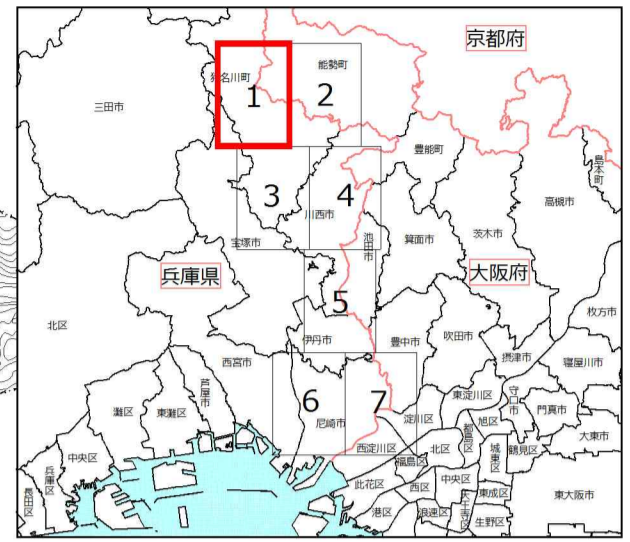 京都府
能勢町
猪名川町
1
2
三田市
豊能町
島本町
高槻市
3
4
川西市
池田市
箕面市
茨木市
宝塚市
兵庫県
大阪府
枚方市
5
北区
伊丹市
豊中市
吹田市
摂津市
寝屋川市
西宮市
芦屋市
東淀川区
守口市
門真市
6
7
灘区
東灘区
尼崎市
淀川区
旭区
都島区
大東市
西淀川区
北区
城東区
鶴見区
中央区
福島区
兵庫区
此花区
西区
中央区
東成区
東大阪市
長田区
港区
浪速区
天王寺区
生野区